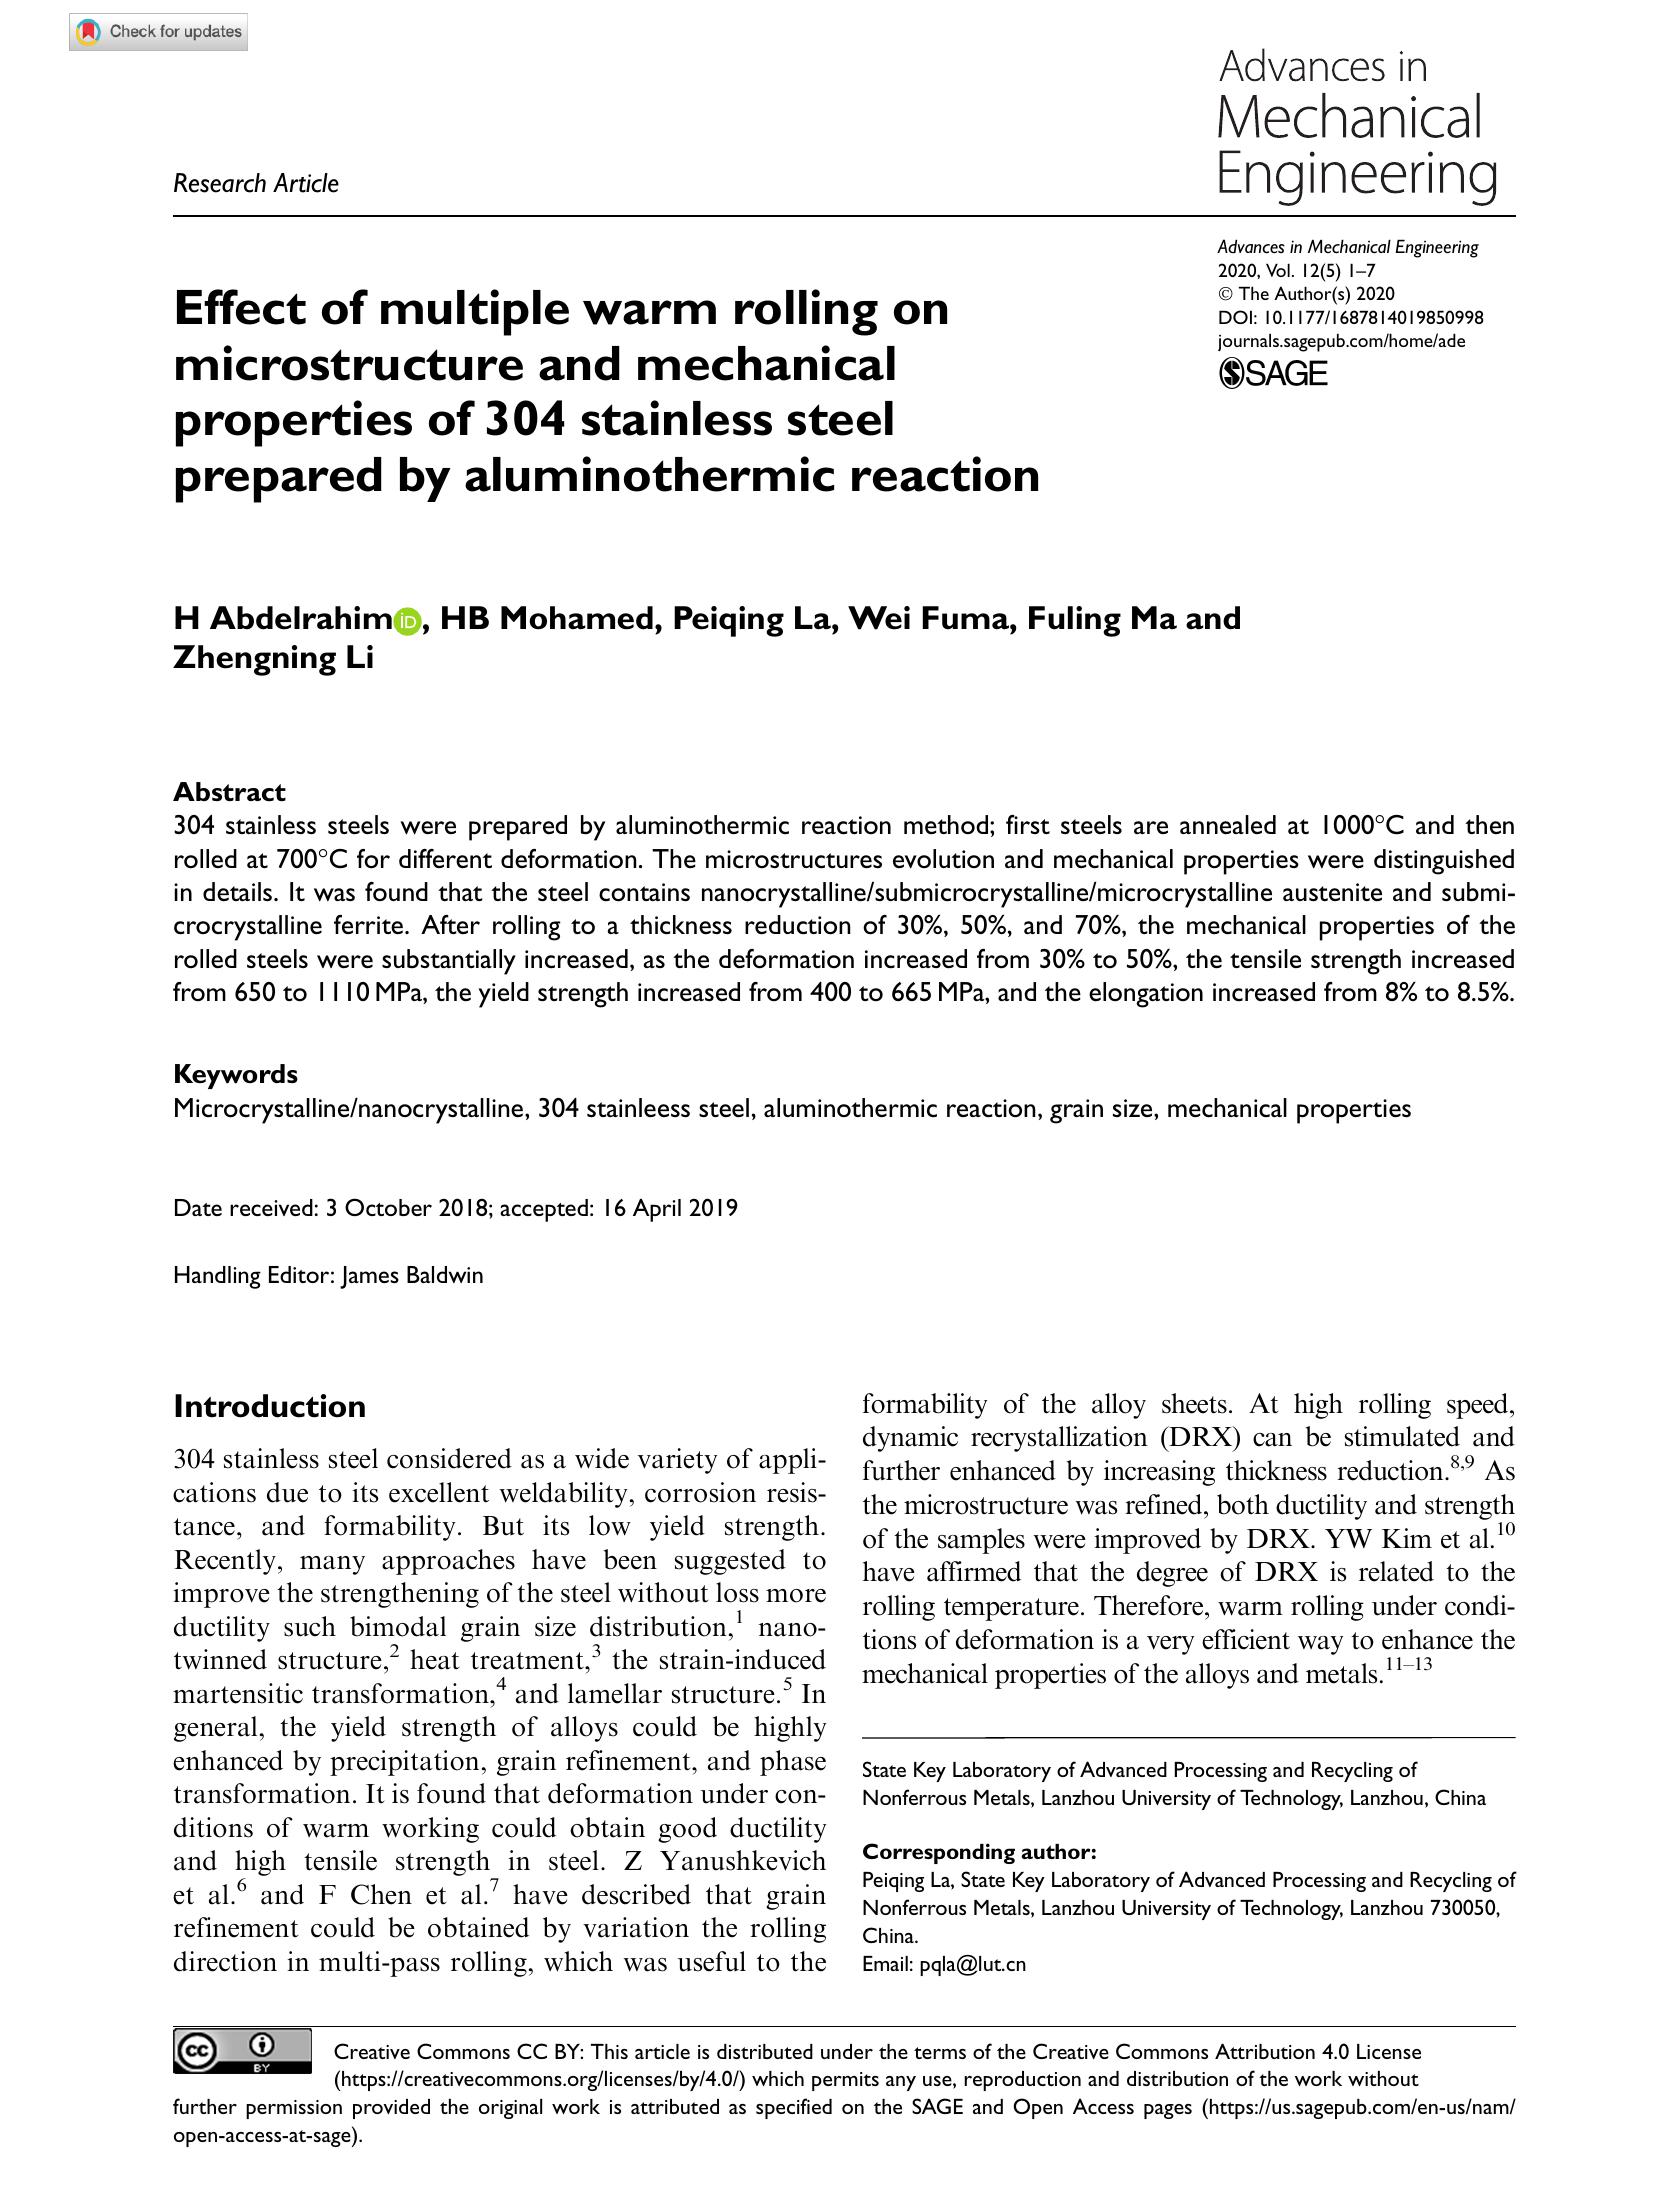 Check for updates
Advances in
Mechanical
Engineering
Research Article
Advances in Mechanical Engineering
2020, Vol. 12(5) 1–7
© The Author(s) 2020
DOI: 10.1177/1687814019850998
journals.sagepub.com/home/ade
SAGE
Effect of multiple warm rolling on
microstructure and mechanical
properties of 304 stainless steel
prepared by aluminothermic reaction
H Abdelrahim iD, HB Mohamed, Peiqing La, Wei Fuma, Fuling Ma and
Zhengning Li
Abstract
304 stainless steels were prepared by aluminothermic reaction method; first steels are annealed at 1000°C and then
rolled at 700°C for different deformation. The microstructures evolution and mechanical properties were distinguished
in details. It was found that the steel contains nanocrystalline/submicrocrystalline/microcrystalline austenite and submi-
crocrystalline ferrite. After rolling to a thickness reduction of 30%, 50%, and 70%, the mechanical properties of the
rolled steels were substantially increased, as the deformation increased from 30% to 50%, the tensile strength increased
from 650 to 1110 MPa, the yield strength increased from 400 to 665 MPa, and the elongation increased from 8% to 8.5%.
Keywords
Microcrystalline/nanocrystalline, 304 stainleess steel, aluminothermic reaction, grain size, mechanical properties
Date received: 3 October 2018; accepted: 16 April 2019
Handling Editor: James Baldwin
Introduction
304 stainless steel considered as a wide variety of appli-
cations due to its excellent weldability, corrosion resis-
tance, and formability. But its low yield strength.
Recently, many approaches have been suggested to
improve the strengthening of the steel without loss more
ductility such bimodal grain size distribution,1 nano-
twinned structure,2 heat treatment,3 the strain-induced
martensitic transformation,4 and lamellar structure.5 In
general, the yield strength of alloys could be highly
enhanced by precipitation, grain refinement, and phase
transformation. It is found that deformation under con-
ditions of warm working could obtain good ductility
and high tensile strength in steel. Z Yanushkevich
et al.6 and F Chen et al.7 have described that grain
refinement could be obtained by variation the rolling
direction in multi-pass rolling, which was useful to the
formability of the alloy sheets. At high rolling speed,
dynamic recrystallization (DRX) can be stimulated and
further enhanced by increasing thickness reduction.8,9 As
the microstructure was refined, both ductility and strength
of the samples were improved by DRX. YW Kim et al.10
have affirmed that the degree of DRX is related to the
rolling temperature. Therefore, warm rolling under condi-
tions of deformation is a very efficient way to enhance the
mechanical properties of the alloys and metals.11–13
State Key Laboratory of Advanced Processing and Recycling of
Nonferrous Metals, Lanzhou University of Technology, Lanzhou, China
Corresponding author:
Peiqing La, State Key Laboratory of Advanced Processing and Recycling of
Nonferrous Metals, Lanzhou University of Technology, Lanzhou 730050,
China.
Email: pqla@lut.cn
cc BY
Creative Commons CC BY: This article is distributed under the terms of the Creative Commons Attribution 4.0 License
(https://creativecommons.org/licenses/by/4.0/) which permits any use, reproduction and distribution of the work without
further permission provided the original work is attributed as specified on the SAGE and Open Access pages (https://us.sagepub.com/en-us/nam/
open-access-at-sage).